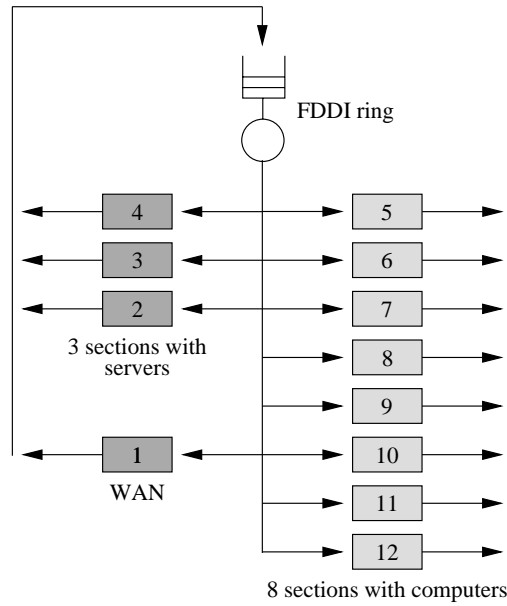 FDDI ring
4
5
3
6
2
7
3 sections with
servers
8
9
1
10
WAN
11
12
8 sections with computers